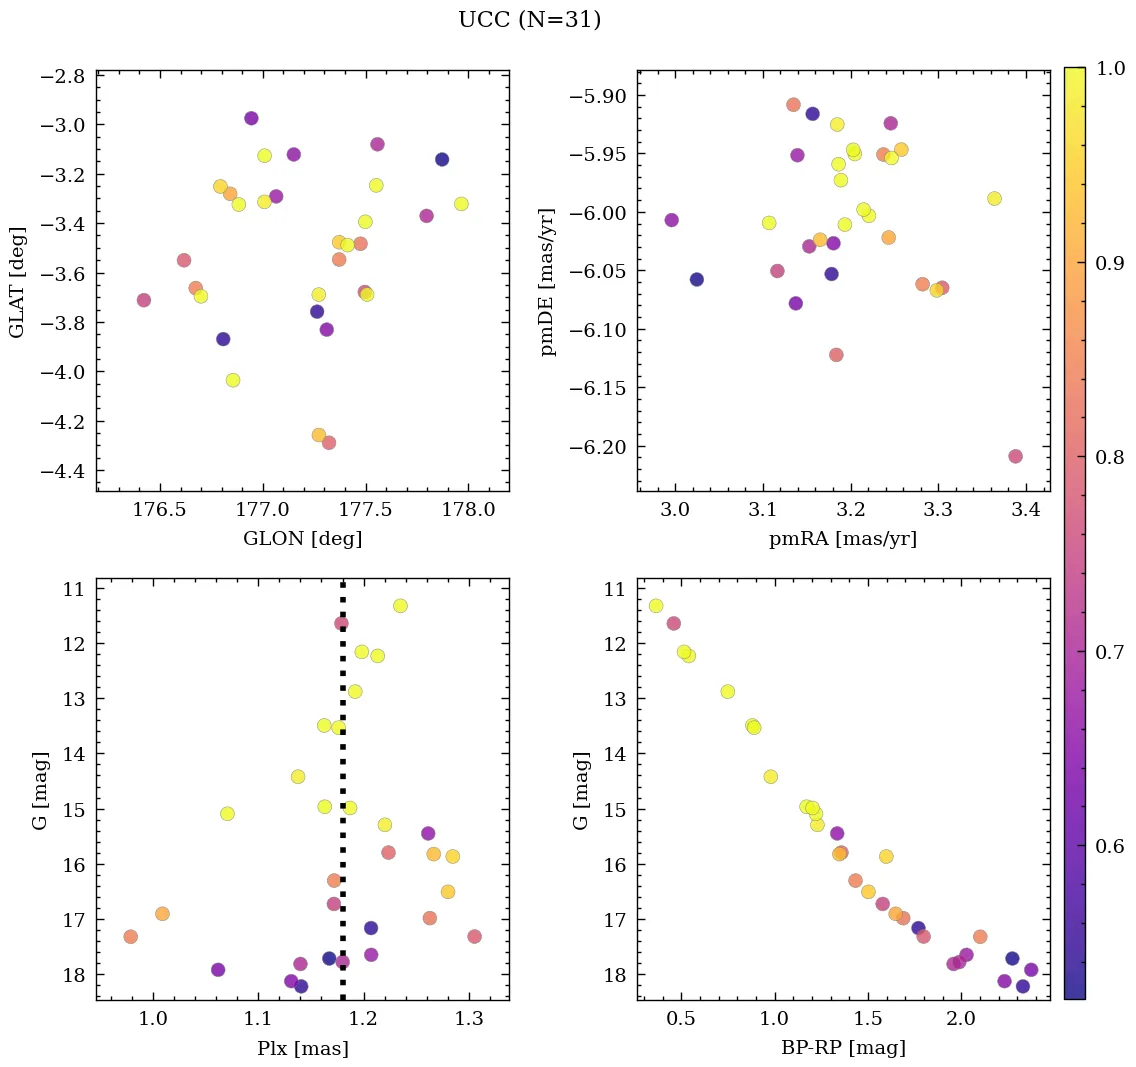 UCC (N=31)
−2.8
−3.0
−3.2
−3.4
−3.6
−3.8
−4.0
−4.2
−4.4
GLAT [deg]
176.5 177.0 177.5 178.0
GLON [deg]
−5.90
−5.95
−6.00
−6.05
−6.10
−6.15
−6.20
pmDE [mas/yr]
3.0 3.1 3.2 3.3 3.4
pmRA [mas/yr]
1.0
0.9
0.8
0.7
0.6
11
12
13
14
15
16
17
18
G [mag]
1.0 1.1 1.2 1.3
Plx [mas]
11
12
13
14
15
16
17
18
G [mag]
0.5 1.0 1.5 2.0
BP-RP [mag]